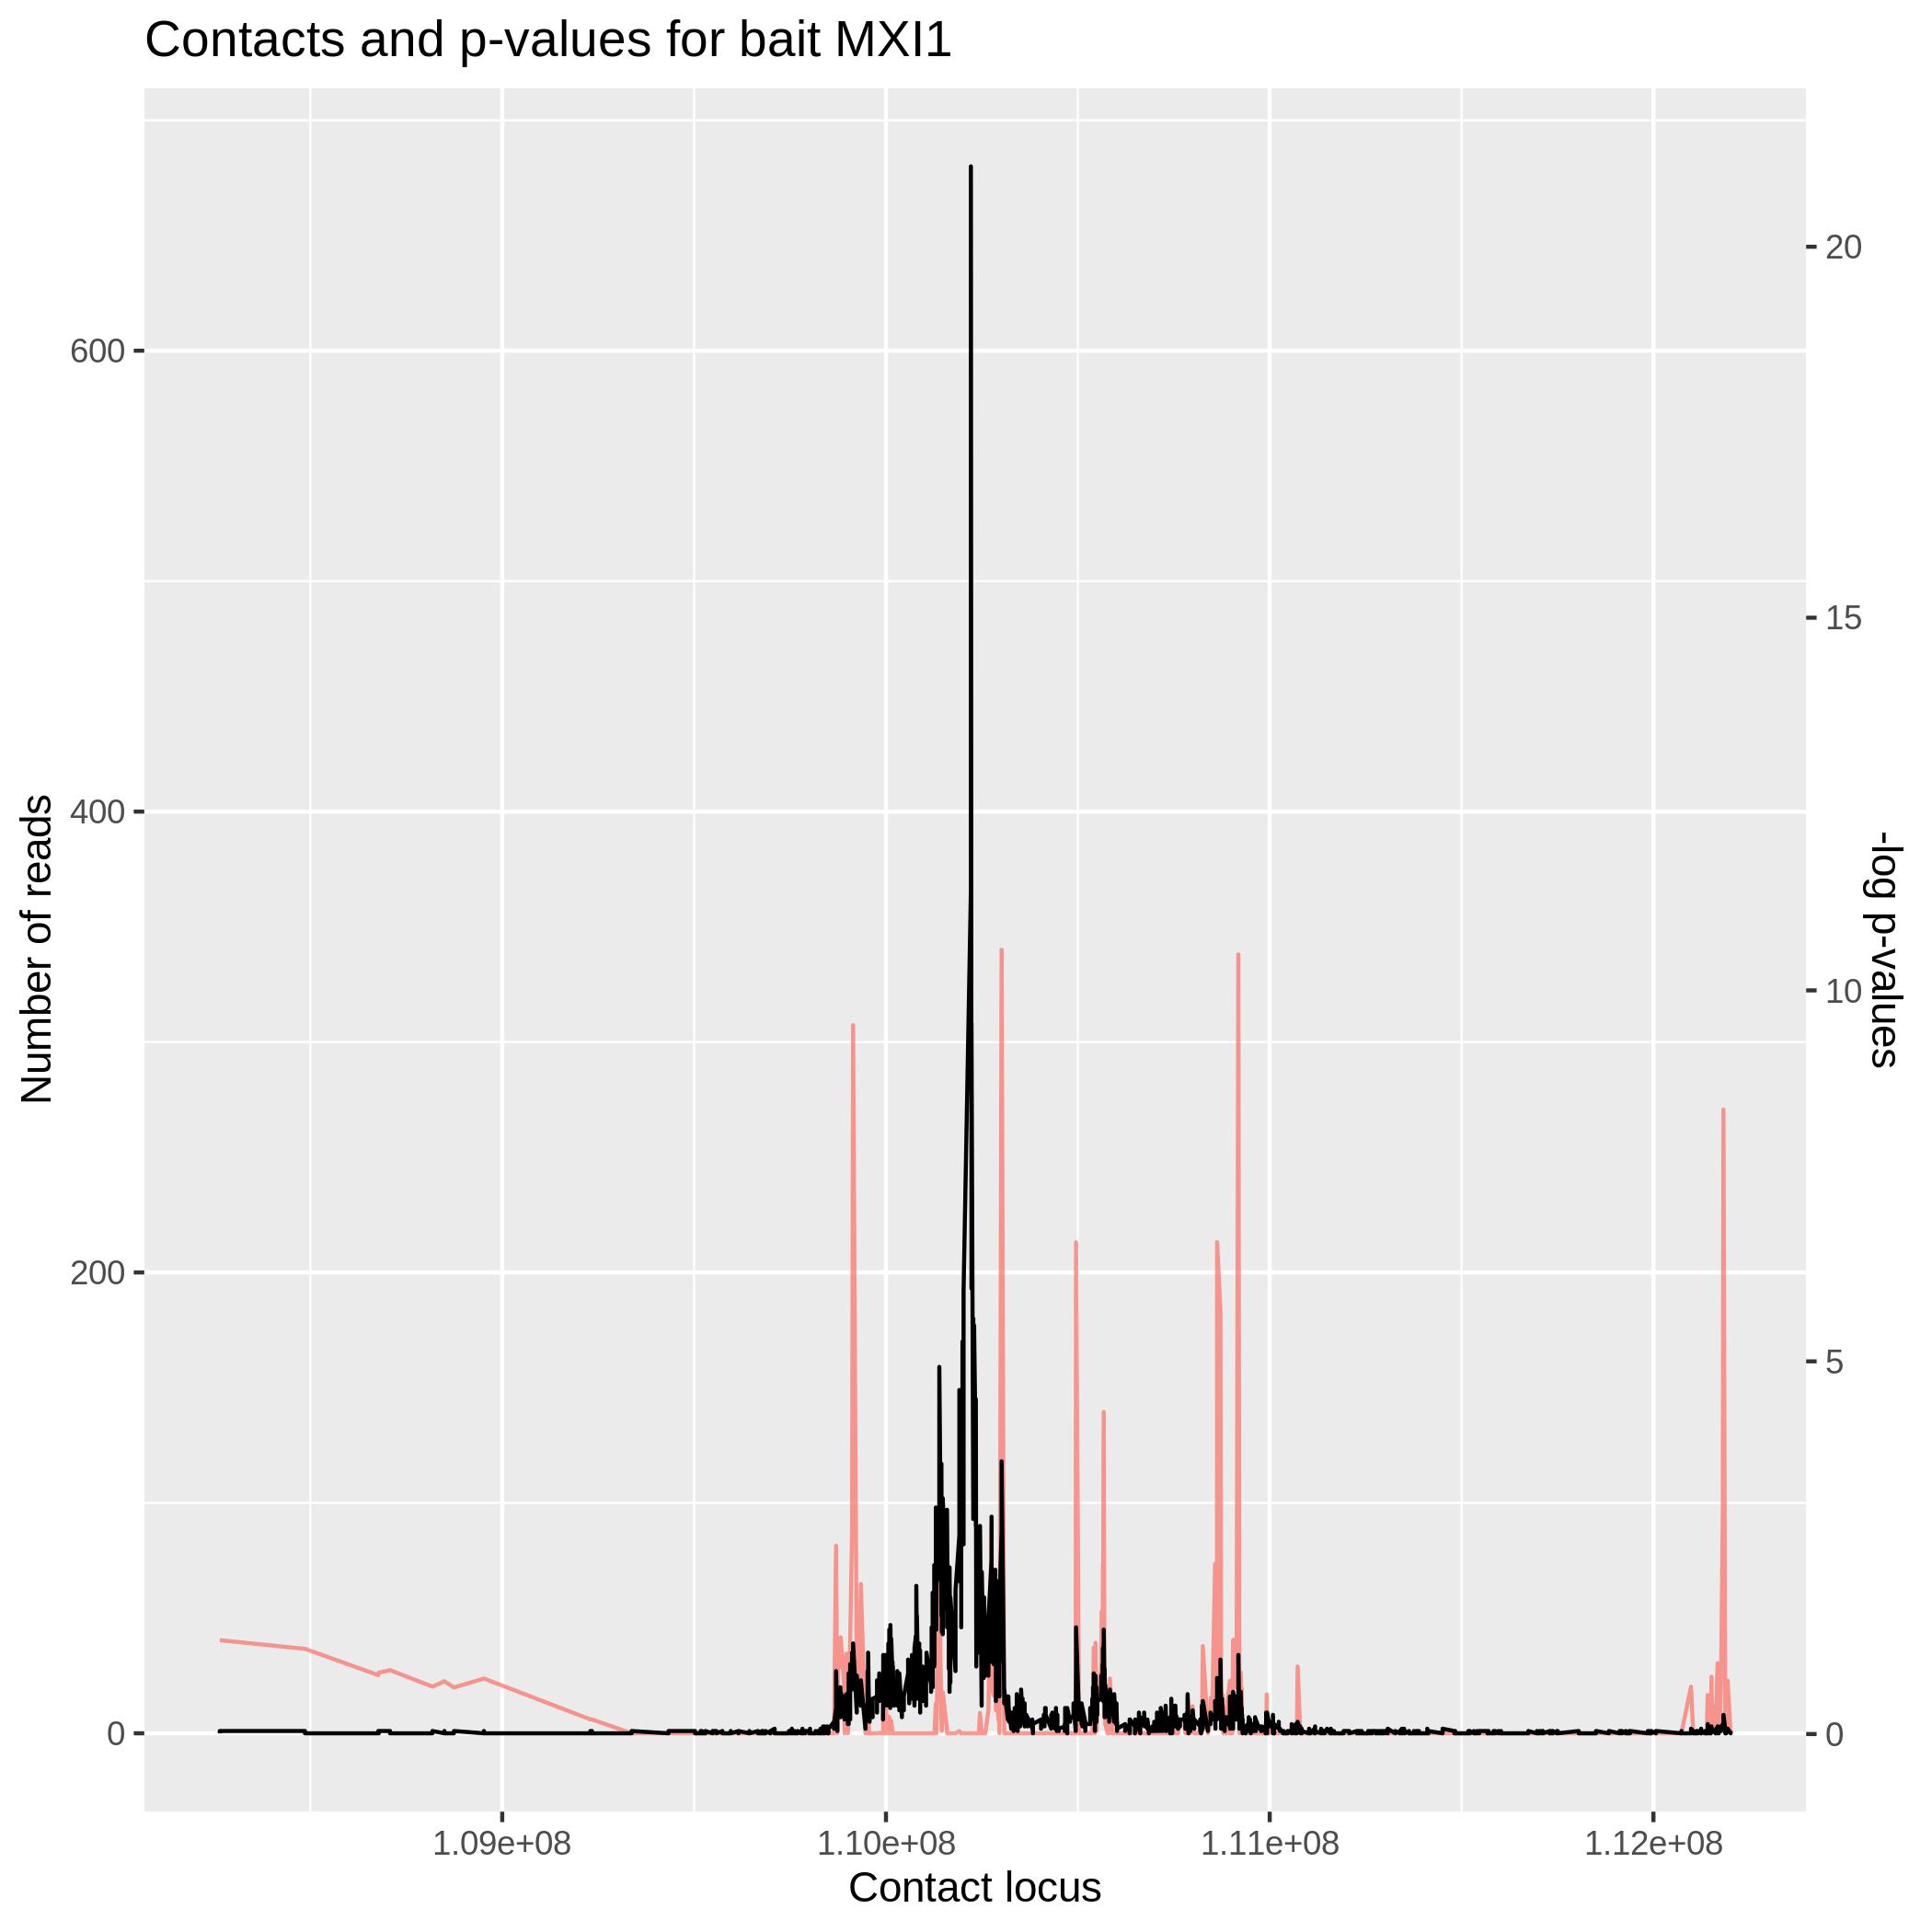 Contacts and p-values for bait MXI1
Number of reads
600
400
200
0
20
15
10
5
0
-log p-values
1.09e+08
1.10e+08
1.11e+08
1.12e+08
Contact locus